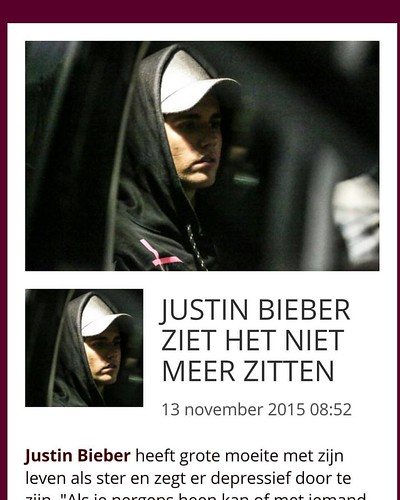 JUSTIN BIEBER
ZIET HET NIET
MEER ZITTEN
13 november 2015 08:52
Justin Bieber heeft grote moeite met zijn
leven als ster en zegt er depressief door te
zijn. "Als je nergens heen kan of met iemand